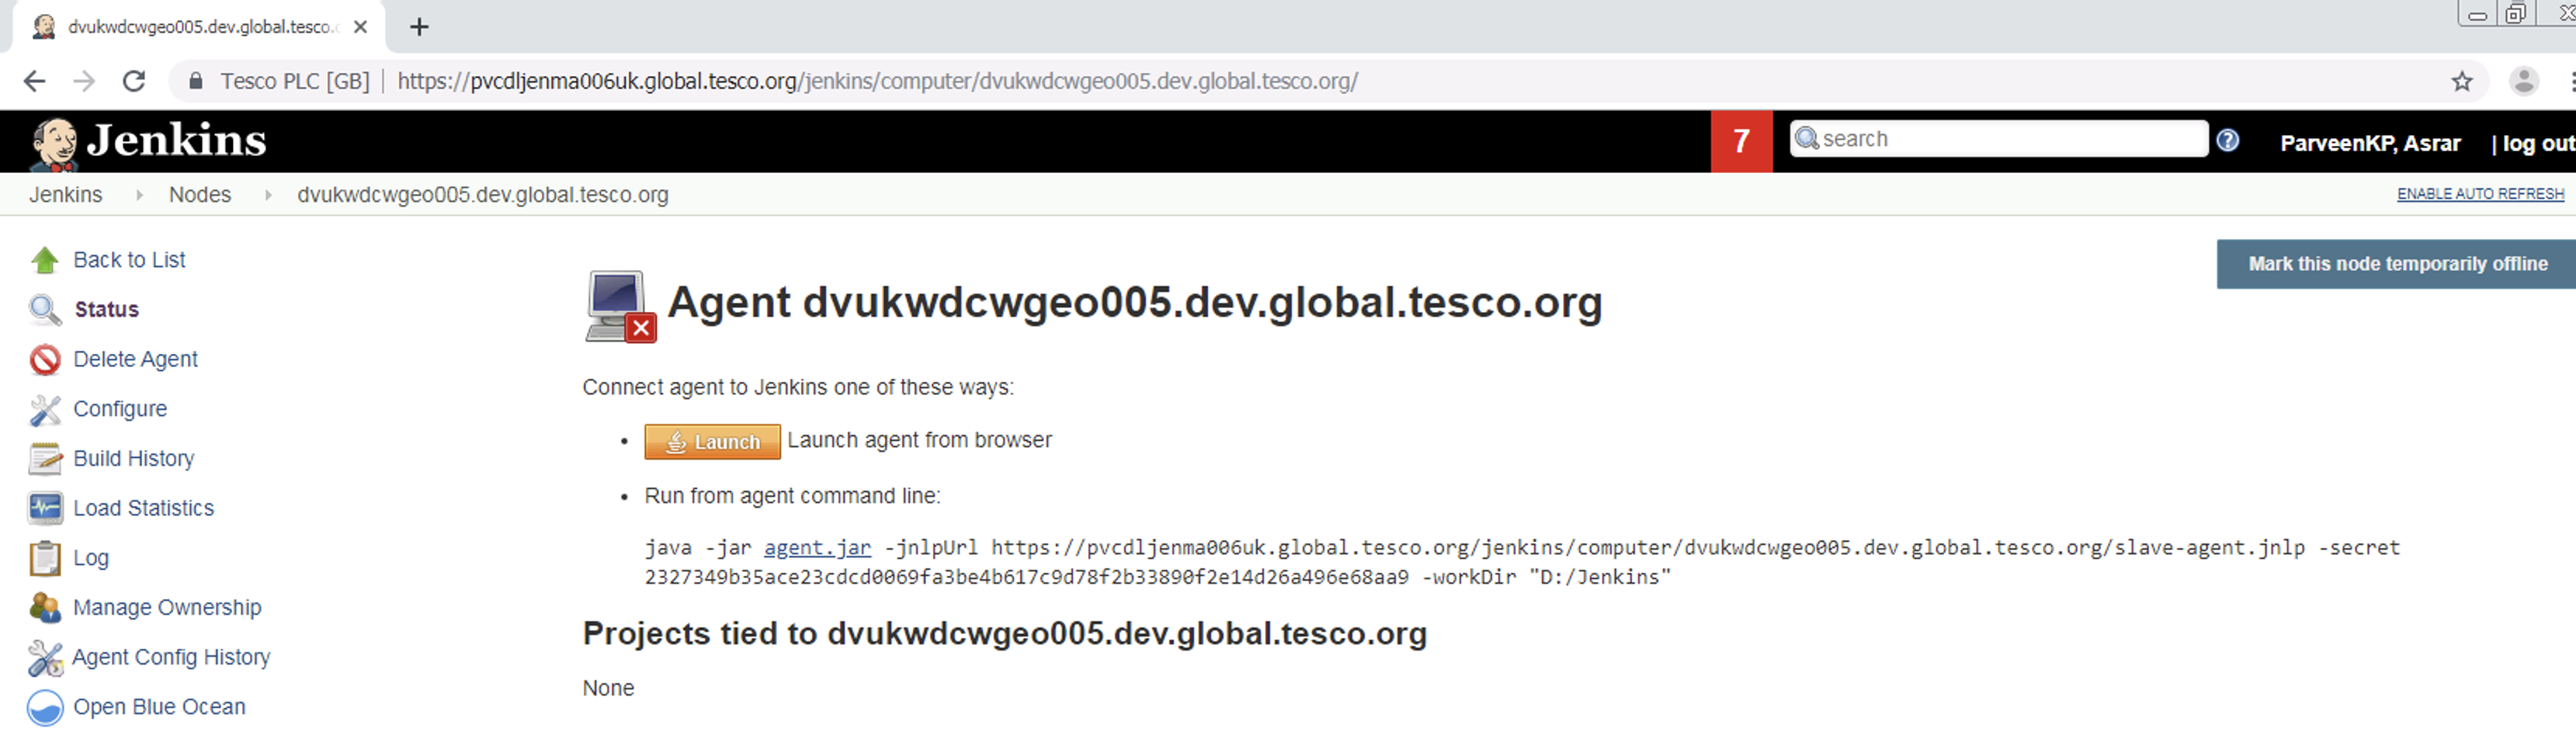 dvukwdcwgeo005.dev.global.tesco.
Tesco PLC [GB] https://pvcdljenma006uk.global.tesco.org/jenkins/computer/dvukwdcwgeo005.dev.global.tesco.org/
Jenkins 7 search ParveenKP, Asrar | log out
Jenkins Nodes dvukwdcwgeo005.dev.global.tesco.org ENABLE AUTO REFRESH
Back to List
Status
Delete Agent
Configure
Build History
Load Statistics
Log
Manage Ownership
Agent Config History
Open Blue Ocean
Mark this node temporarily offline
Agent dvukwdcwgeo005.dev.global.tesco.org
Connect agent to Jenkins one of these ways:
Launch Launch agent from browser
Run from agent command line:
java -jar agent.jar -jnlpUrl https://pvcdljenma006uk.global.tesco.org/jenkins/computer/dvukwdcwgeo005.dev.global.tesco.org/slave-agent.jnlp -secret
2327349b35ace23cdcd0069fa3be4b617c9d78f2b33890f2e14d26a496e68aa9 -workDir "D:/Jenkins"
Projects tied to dvukwdcwgeo005.dev.global.tesco.org
None